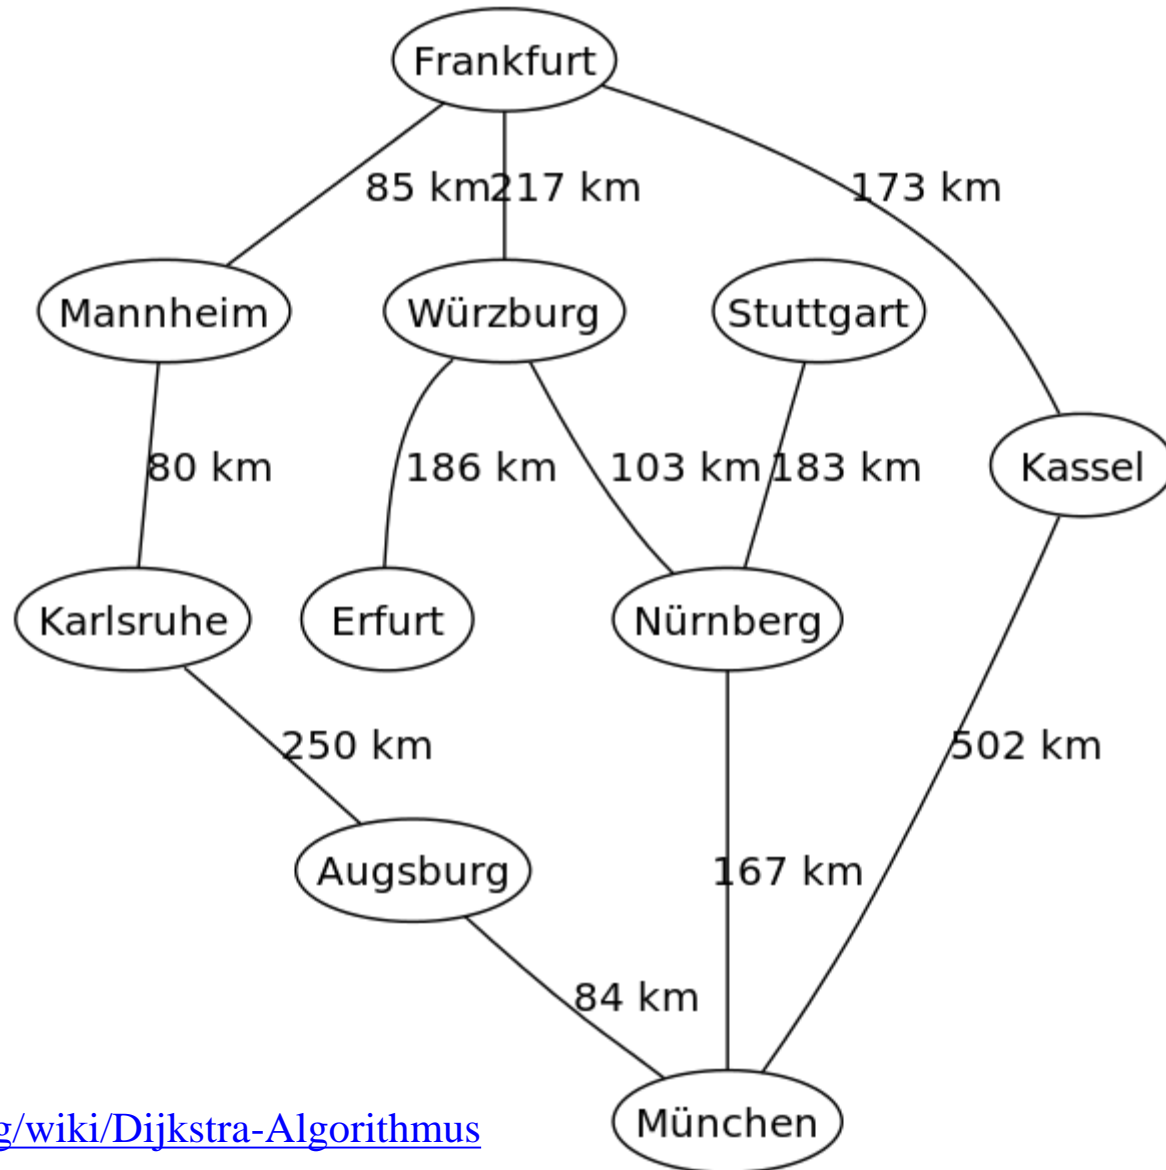 Frankfurt
85 km
217 km
173 km
Mannheim
Würzburg
Stuttgart
80 km
186 km
103 km
183 km
Kassel
Karlsruhe
Erfurt
Nürnberg
250 km
502 km
Augsburg
167 km
84 km
München
g/wiki/Dijkstra-Algorithmus